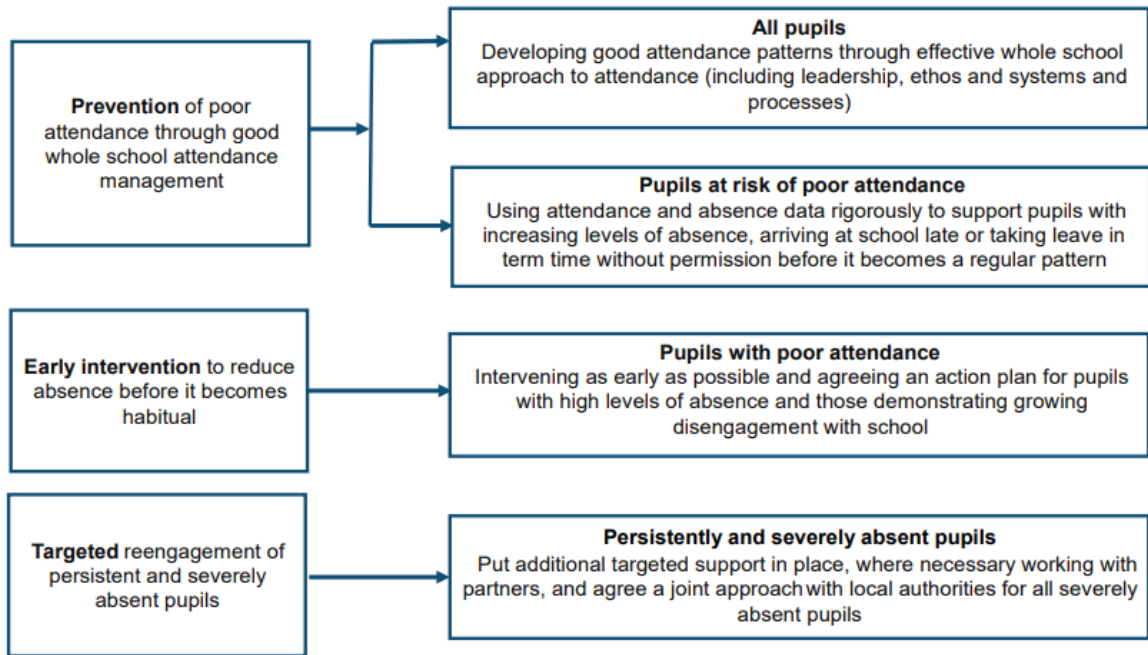 Prevention of poor
attendance through good
whole school attendance
management
All pupils
Developing good attendance patterns through effective whole school
approach to attendance (including leadership, ethos and systems and
processes)
Pupils at risk of poor attendance
Using attendance and absence data rigorously to support pupils with
increasing levels of absence, arriving at school late or taking leave in
term time without permission before it becomes a regular pattern
Early intervention to reduce
absence before it becomes
habitual
Pupils with poor attendance
Intervening as early as possible and agreeing an action plan for pupils
with high levels of absence and those demonstrating growing
disengagement with school
Targeted reengagement of
persistent and severely
absent pupils
Persistently and severely absent pupils
Put additional targeted support in place, where necessary working with
partners, and agree a joint approach with local authorities for all severely
absent pupils